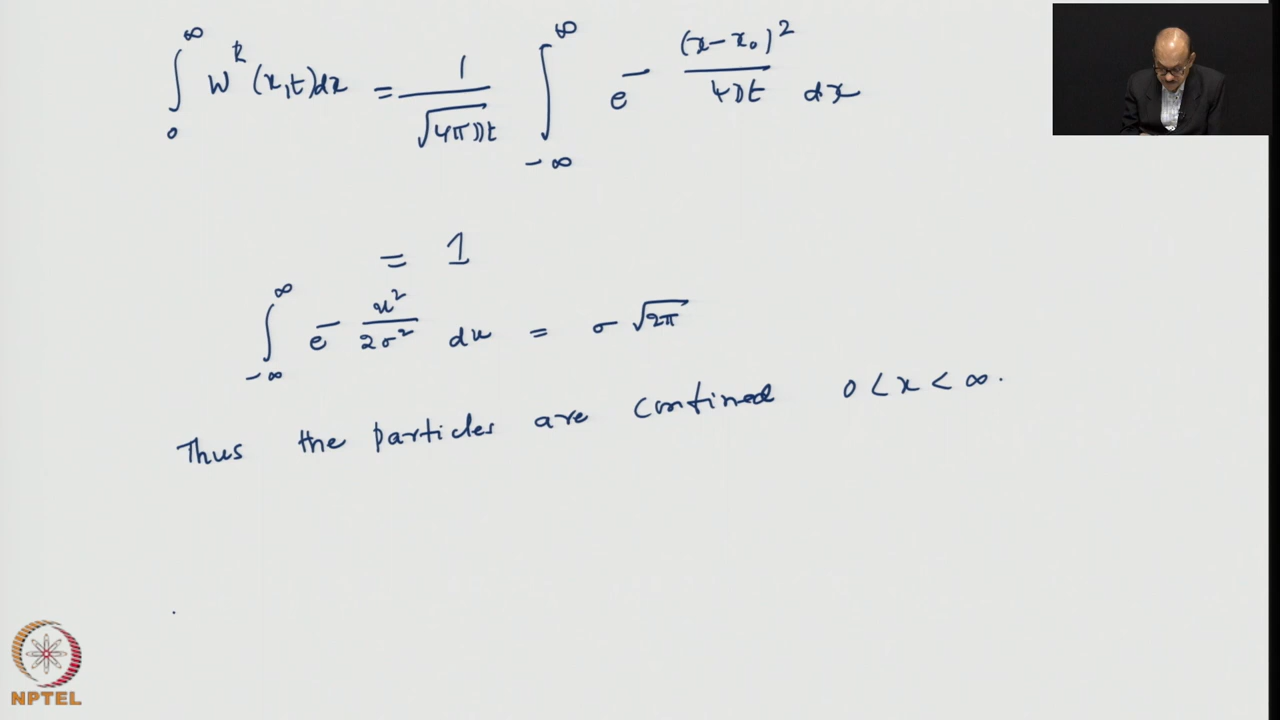 ∫₀^∞ W^R (x,t)dx = 1/√(4πDt) ∫_{-∞}^{∞} e^{-(x-x₀)²/4Dt} dx
= 1
∫_{-∞}^{∞} e^{-u²/2σ²} du = σ √2π
Thus the particles are confined 0 < x < ∞.
NPTEL